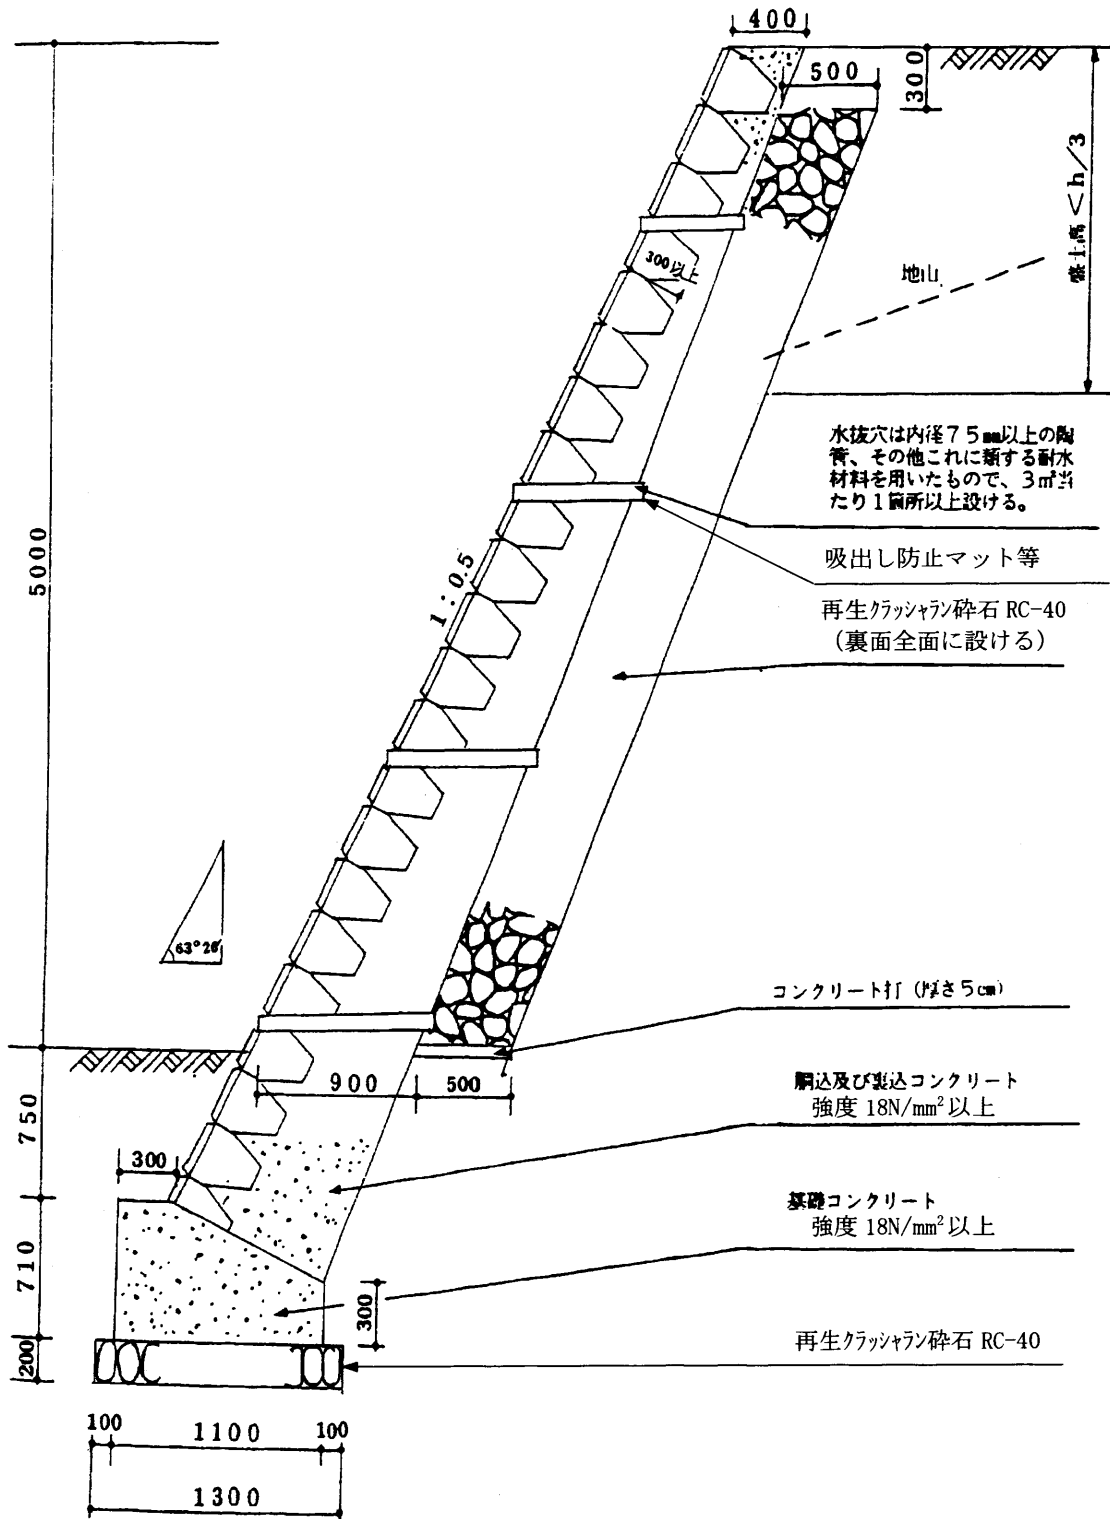 400
500
300
盛土高<h/3
300以上
地山
水抜穴は内径75mm以上の陶
管、その他これに類する耐水
材料を用いたもので、3㎡当
たり1箇所以上設ける。
5000
1:0.5
吸出し防止マット等
再生クラッシャラン砕石 RC-40
(裏面全面に設ける)
63°26′
コンクリート打(厚さ5cm)
900
500
胴込及び裏込コンクリート
強度 18N/mm²以上
750
300
基礎コンクリート
強度 18N/mm²以上
710
300
再生クラッシャラン砕石 RC-40
200
100
1100
100
1300